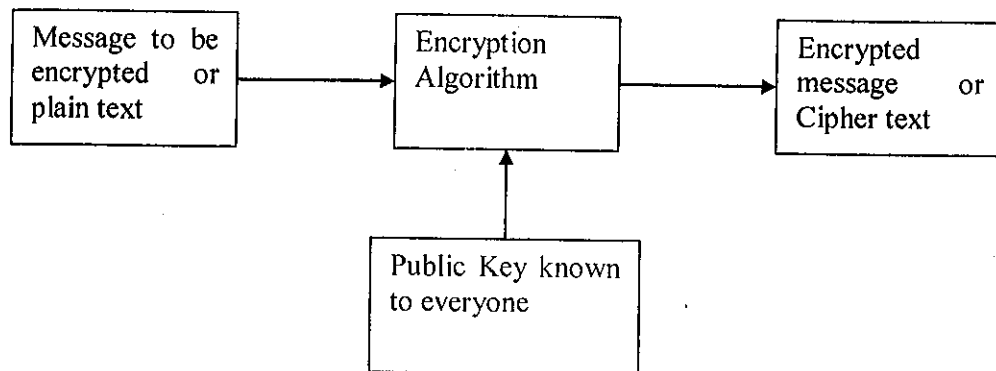 Message to be
encrypted or
plain text
Encryption
Algorithm
Encrypted
message or
Cipher text
Public Key known
to everyone